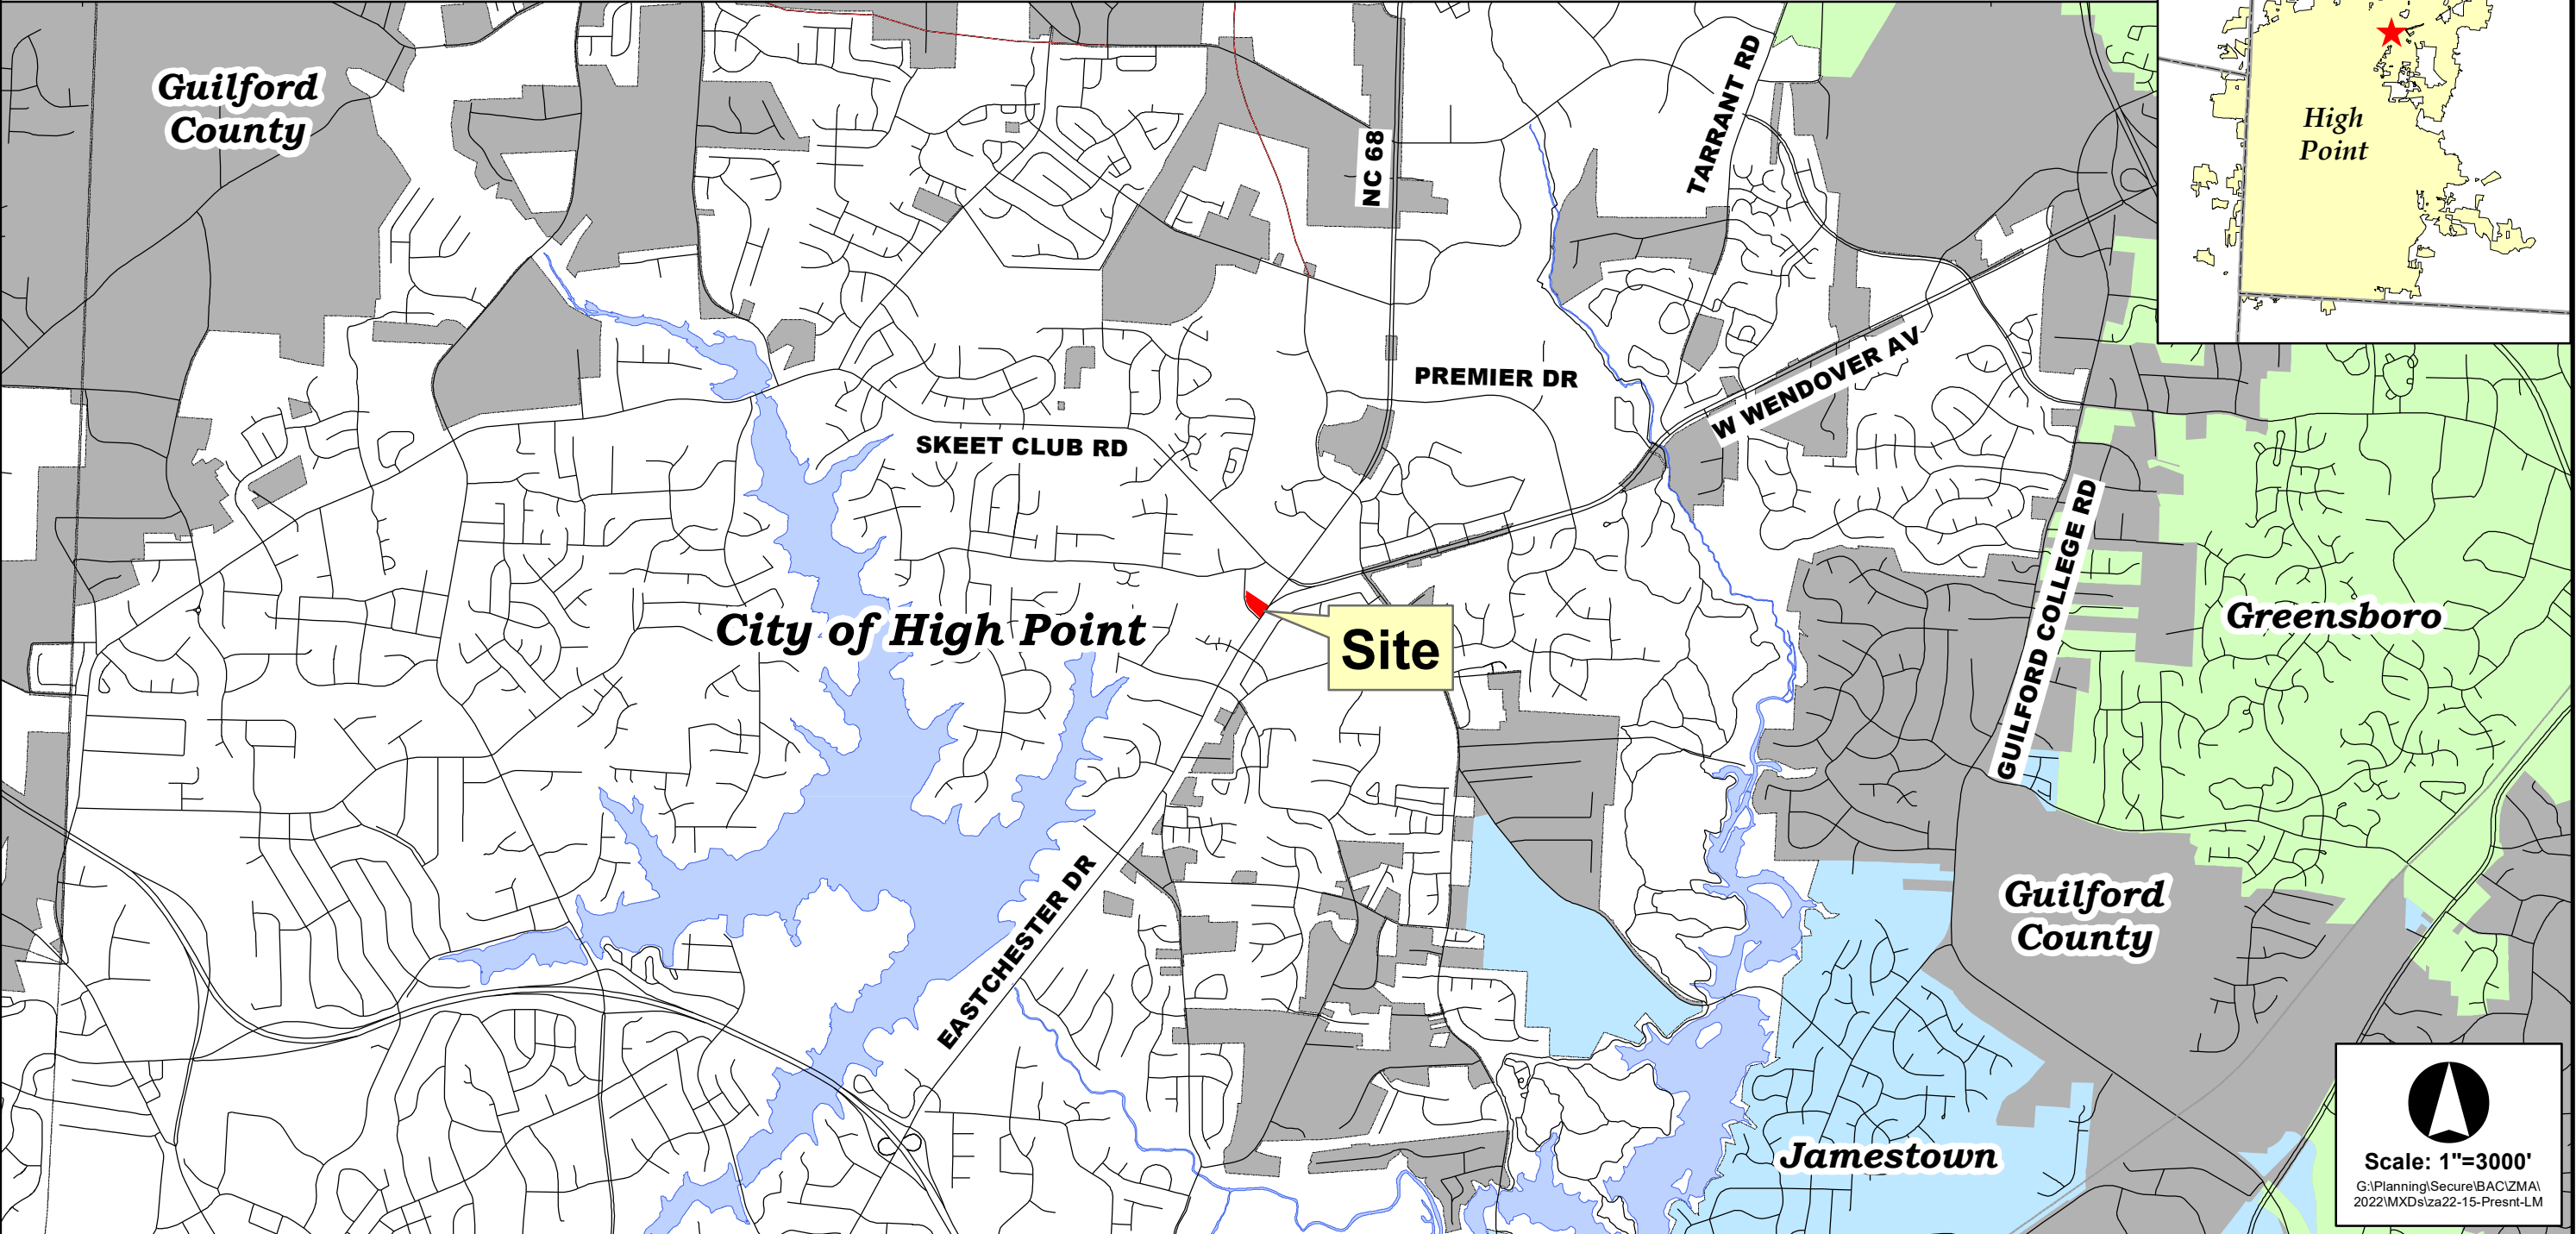 Guilford
County
NC 68
TARRANT RD
High
Point
PREMIER DR
W WENDOVER AV
SKEET CLUB RD
GUILFORD COLLEGE RD
City of High Point
Site
Greensboro
EASTCHESTER DR
Guilford
County
Jamestown
Scale: 1"=3000'
G:\Planning\Secure\BAC\ZMA\
2022\MXDs\za22-15-Presnt-LM